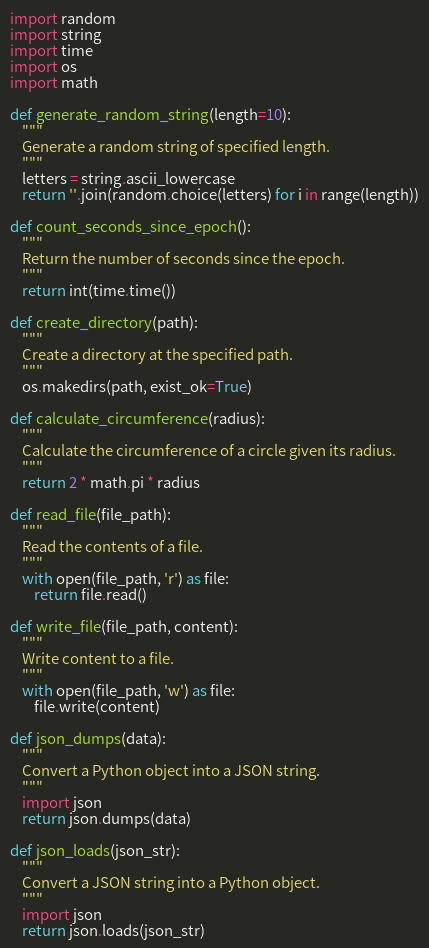 import random
import string
import time
import os
import math

def generate_random_string(length=10):
    """
    Generate a random string of specified length.
    """
    letters = string.ascii_lowercase
    return ''.join(random.choice(letters) for i in range(length))

def count_seconds_since_epoch():
    """
    Return the number of seconds since the epoch.
    """
    return int(time.time())

def create_directory(path):
    """
    Create a directory at the specified path.
    """
    os.makedirs(path, exist_ok=True)

def calculate_circumference(radius):
    """
    Calculate the circumference of a circle given its radius.
    """
    return 2 * math.pi * radius

def read_file(file_path):
    """
    Read the contents of a file.
    """
    with open(file_path, 'r') as file:
        return file.read()

def write_file(file_path, content):
    """
    Write content to a file.
    """
    with open(file_path, 'w') as file:
        file.write(content)

def json_dumps(data):
    """
    Convert a Python object into a JSON string.
    """
    import json
    return json.dumps(data)

def json_loads(json_str):
    """
    Convert a JSON string into a Python object.
    """
    import json
    return json.loads(json_str)